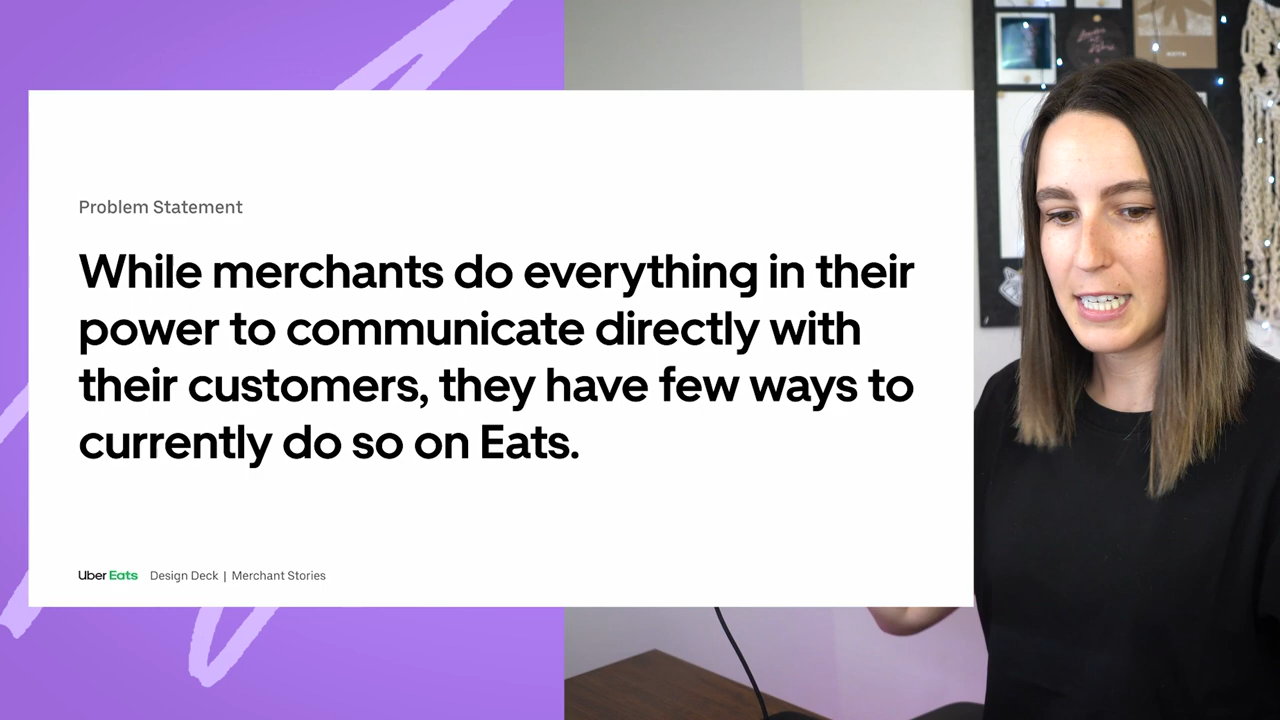 Problem Statement
While merchants do everything in their
power to communicate directly with
their customers, they have few ways to
currently do so on Eats.
Uber Eats Design Deck | Merchant Stories